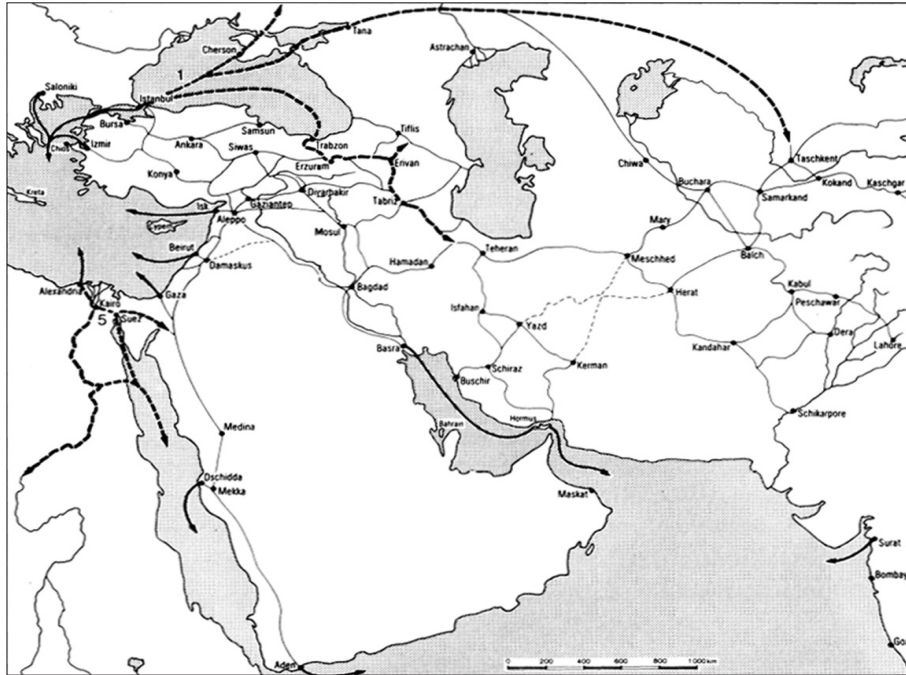 Tana
Cherson
Astrachan
1
Saloniki
Istanbul
Bursa
Samsun
Trabzon
Tiflis
Chios
Izmir
Ankara
Siwas
Erzurum
Erivan
Taschkent
Chiwa
Buchara
Kokand
Kaschgar
Samarkand
Konya
Diyarbakir
Kreta
Isk
Gaziantep
Aleppo
Tabriz
Mary
Mosul
Beirut
Teheran
Meschhed
Balch
Damaskus
Hamadan
Alexandria
Kairo
Gaza
Bagdad
Herat
Kabul
Peschawar
5
Suez
Isfahan
Yazd
Dera
Lahore
Basra
Kandahar
Schiraz
Kerman
Buschir
Schikarpore
Medina
Bahrain
Hormus
Dschidda
Mekka
Maskat
Surat
Bombay
Goa
Aden
0 200 400 600 800 1000 km